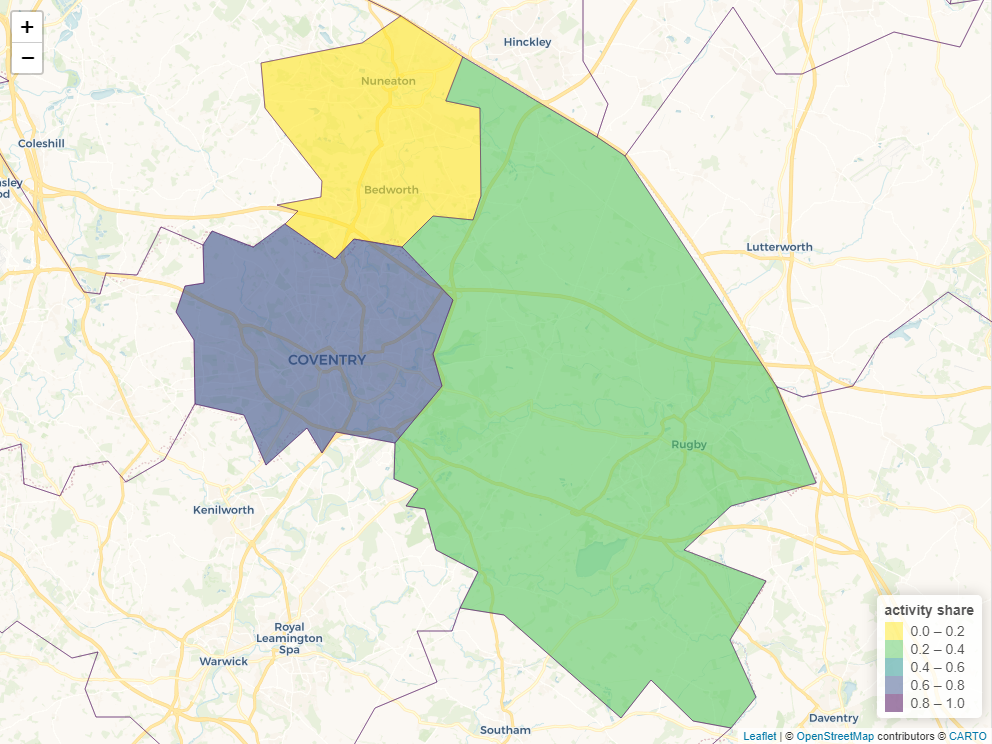 +
−
Hinckley
Nuneaton
Coleshill
nsley
od
Bedworth
Lutterworth
COVENTRY
Rugby
Kenilworth
Royal
Leamington
Spa
Warwick
Southam
Daventry
activity share
0.0 – 0.2
0.2 – 0.4
0.4 – 0.6
0.6 – 0.8
0.8 – 1.0
Leaflet | © OpenStreetMap contributors © CARTO